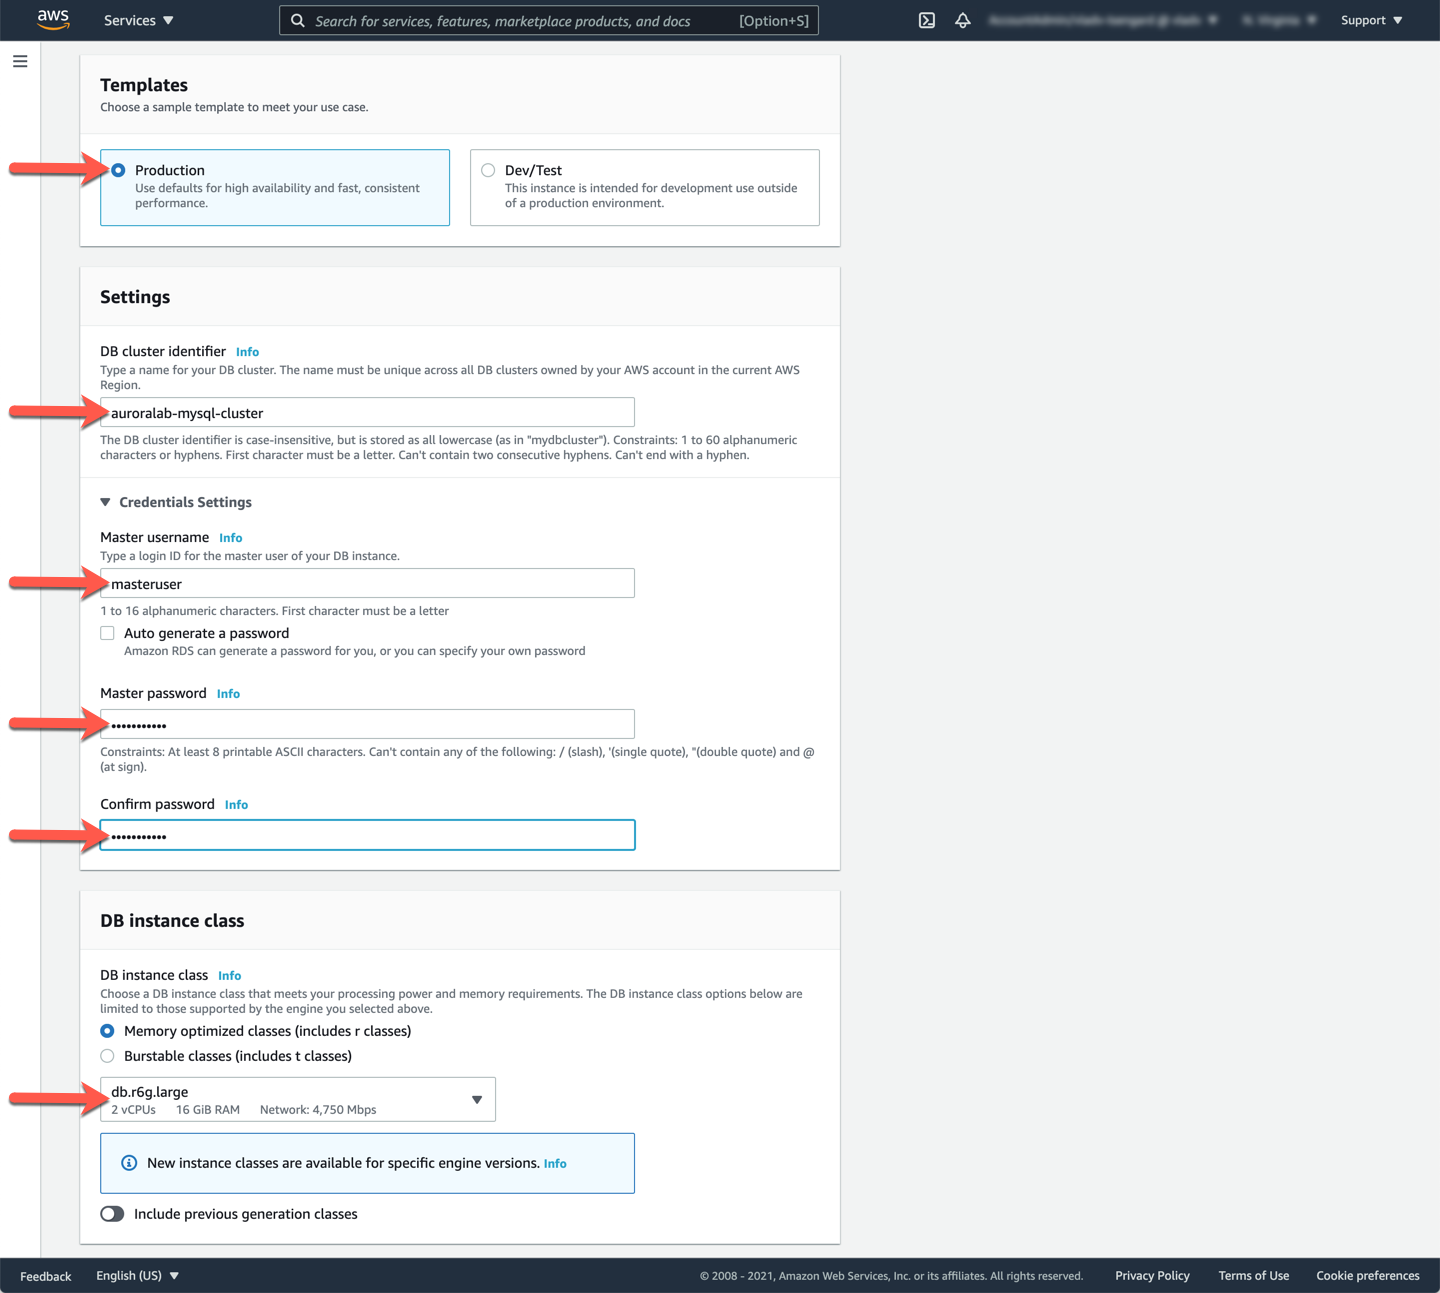 aws
Services
Search for services, features, marketplace products, and docs
[Option+S]
Support
Templates
Choose a sample template to meet your use case.
Production
Use defaults for high availability and fast, consistent
performance.
Dev/Test
This instance is intended for development use outside
of a production environment.
Settings
DB cluster identifier Info
Type a name for your DB cluster. The name must be unique across all DB clusters owned by your AWS account in the current AWS
Region.
auroralab-mysql-cluster
The DB cluster identifier is case-insensitive, but is stored as all lowercase (as in "mydbcluster"). Constraints: 1 to 60 alphanumeric
characters or hyphens. First character must be a letter. Can't contain two consecutive hyphens. Can't end with a hyphen.
Credentials Settings
Master username Info
Type a login ID for the master user of your DB instance.
masteruser
1 to 16 alphanumeric characters. First character must be a letter
Auto generate a password
Amazon RDS can generate a password for you, or you can specify your own password
Master password Info
•••••••••••
Constraints: At least 8 printable ASCII characters. Can't contain any of the following: / (slash), '(single quote), "(double quote) and @
(at sign).
Confirm password Info
•••••••••••
DB instance class
DB instance class Info
Choose a DB instance class that meets your processing power and memory requirements. The DB instance class options below are
limited to those supported by the engine you selected above.
Memory optimized classes (includes r classes)
Burstable classes (includes t classes)
db.r6g.large
2 vCPUs 16 GiB RAM Network: 4,750 Mbps
New instance classes are available for specific engine versions. Info
Include previous generation classes
Feedback English (US) © 2008 - 2021, Amazon Web Services, Inc. or its affiliates. All rights reserved. Privacy Policy Terms of Use Cookie preferences